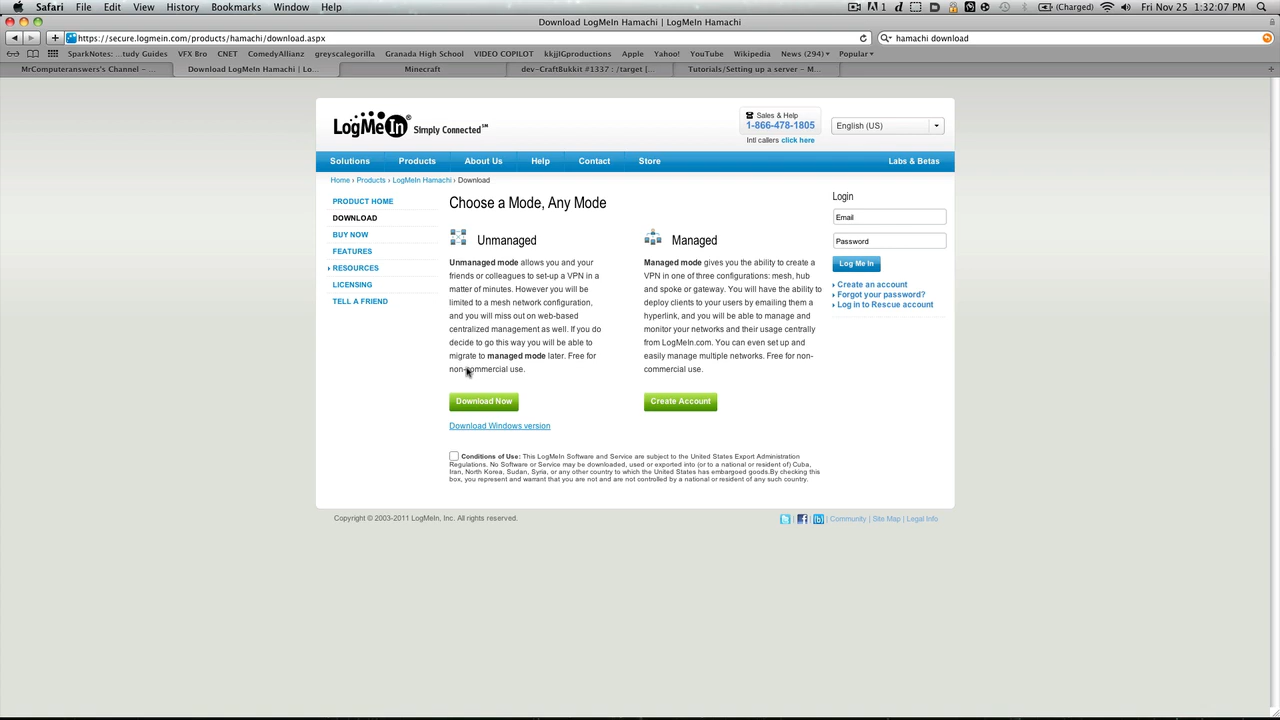 Safari File Edit View History Bookmarks Window Help 1 (Charged) Fri Nov 25 1:32:07 PM
Download LogMeIn Hamachi | LogMeIn Hamachi
https://secure.logmein.com/products/hamachi/download.aspx hamachi download
SparkNotes: ...tudy Guides VFX Bro CNET ComedyAllianz greyscalegorilla Granada High School VIDEO COPILOT kkjjlGproductions Apple Yahoo! YouTube Wikipedia News (294) Popular
MrComputeranswers's Channel - ... Download LogMeIn Hamachi | Lo... Minecraft dev-CraftBukkit #1337 : /target [... Tutorials/Setting up a server - M...
LogMeIn® Simply Connected℠
Sales & Help
1-866-478-1805
Intl callers click here
English (US)
Solutions Products About Us Help Contact Store Labs & Betas
Home › Products › LogMeIn Hamachi › Download
PRODUCT HOME
DOWNLOAD
BUY NOW
FEATURES
RESOURCES
LICENSING
TELL A FRIEND
Choose a Mode, Any Mode
Unmanaged
Unmanaged mode allows you and your
friends or colleagues to set-up a VPN in a
matter of minutes. However you will be
limited to a mesh network configuration,
and you will miss out on web-based
centralized management as well. If you do
decide to go this way you will be able to
migrate to managed mode later. Free for
non-commercial use.
Download Now
Download Windows version
Managed
Managed mode gives you the ability to create a
VPN in one of three configurations: mesh, hub
and spoke or gateway. You will have the ability to
deploy clients to your users by emailing them a
hyperlink, and you will be able to manage and
monitor your networks and their usage centrally
from LogMeIn.com. You can even set up and
easily manage multiple networks. Free for non-
commercial use.
Create Account
Conditions of Use: This LogMeIn Software and Service are subject to the United States Export Administration
Regulations. No Software or Service may be downloaded, used or exported into (or to a national or resident of) Cuba,
Iran, North Korea, Sudan, Syria, or any other country to which the United States has embargoed goods.By checking this
box, you represent and warrant that you are not and are not controlled by a national or resident of any such country.
Login
Email
Password
Log Me In
Create an account
Forgot your password?
Log in to Rescue account
Copyright © 2003-2011 LogMeIn, Inc. All rights reserved.
| | | Community | Site Map | Legal Info